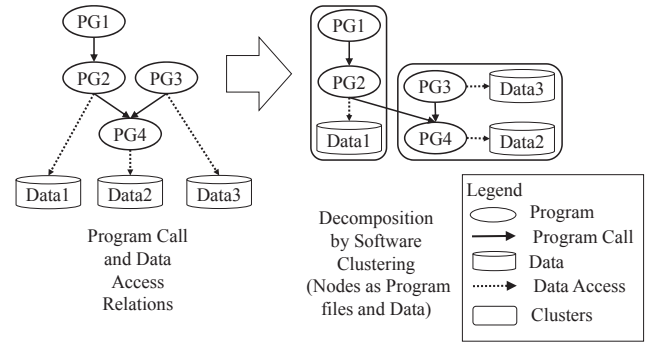 PG1
PG2
PG3
PG4
Data1
Data2
Data3
Program Call
and Data
Access
Relations
PG1
PG2
Data1
PG3
Data3
PG4
Data2
Decomposition
by Software
Clustering
(Nodes as Program
files and Data)
Legend
Program
Program Call
Data
Data Access
Clusters